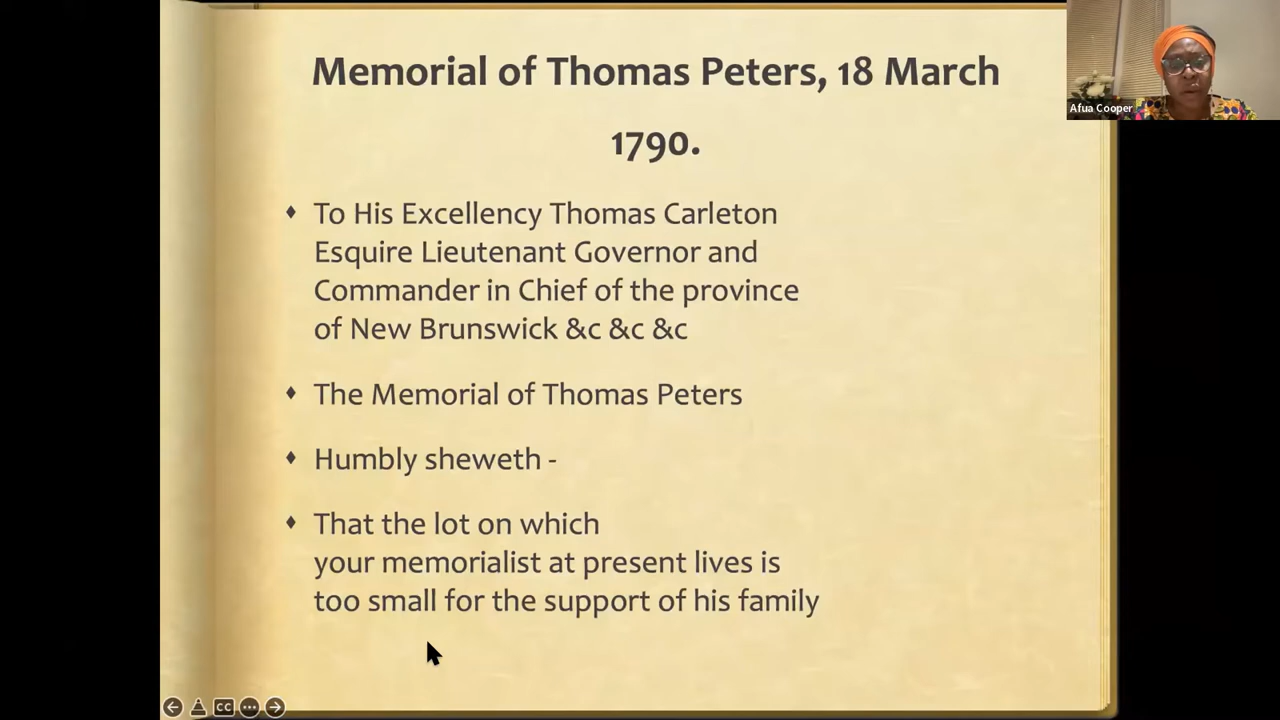 Memorial of Thomas Peters, 18 March
1790.
Afua Cooper
To His Excellency Thomas Carleton
Esquire Lieutenant Governor and
Commander in Chief of the province
of New Brunswick &c &c &c
The Memorial of Thomas Peters
Humbly sheweth -
That the lot on which
your memorialist at present lives is
too small for the support of his family
CC